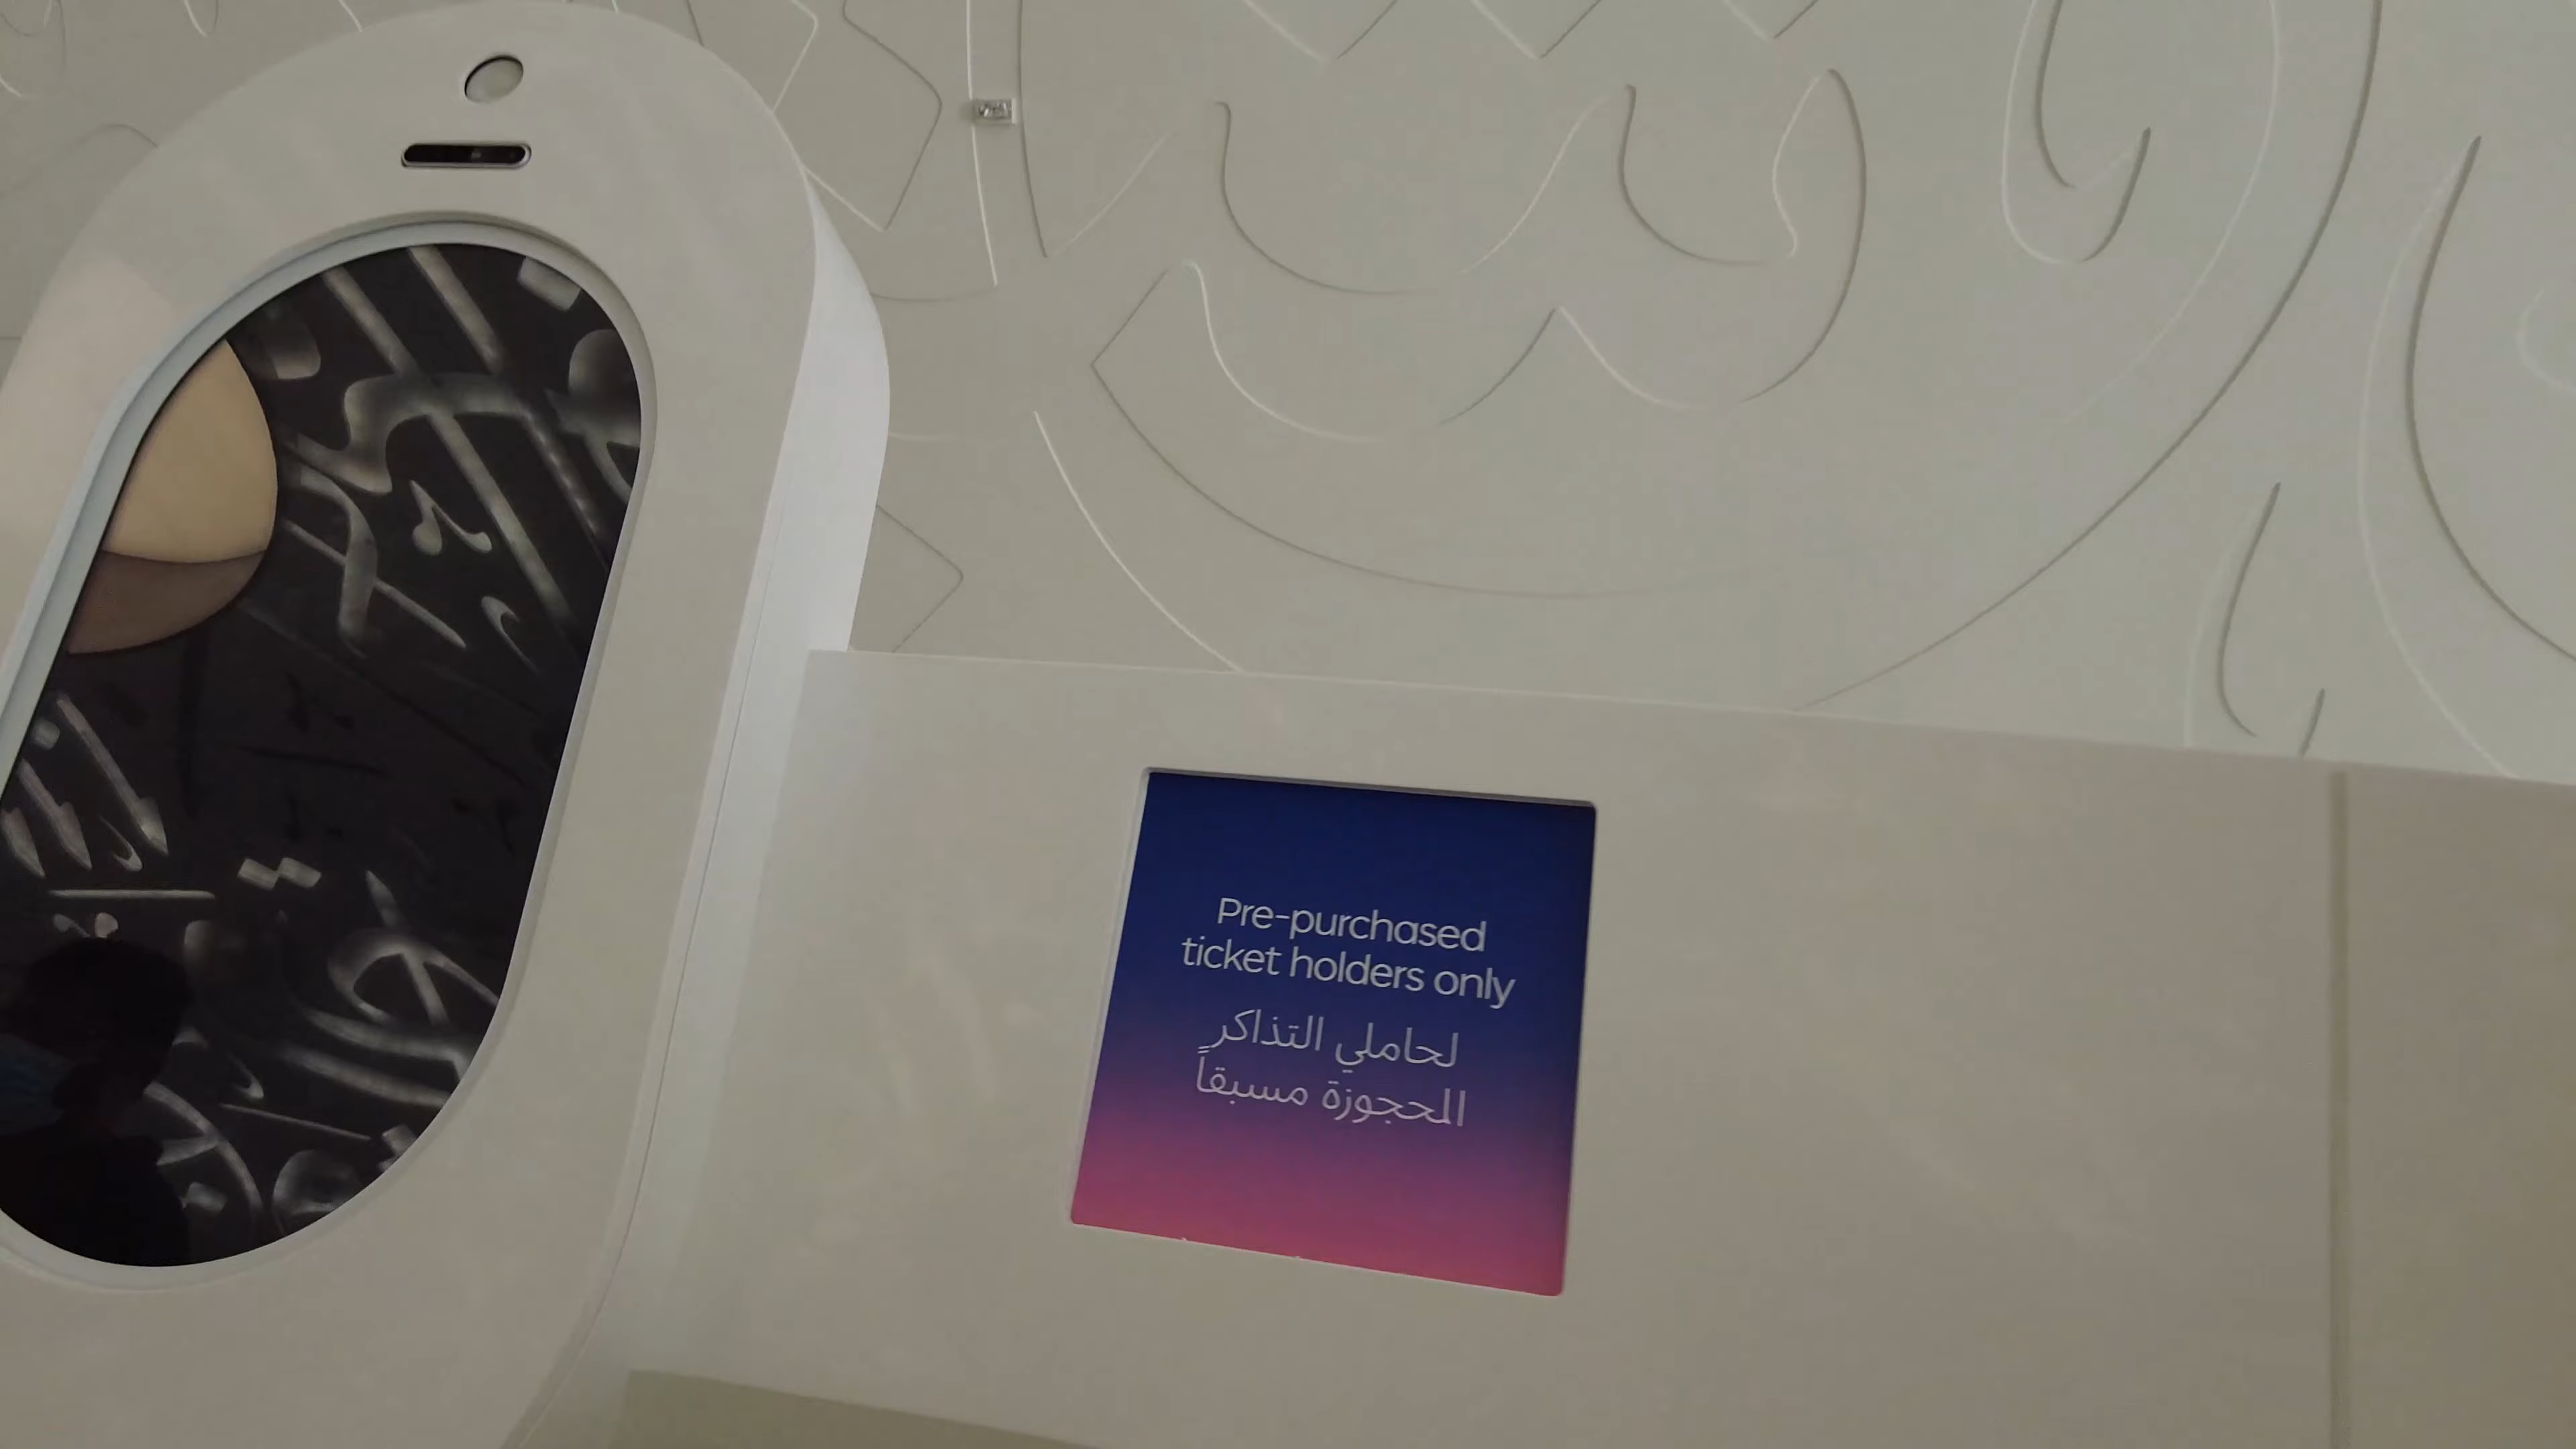 Pre-purchased
ticket holders only
لحاملي التذاكر
المحجوزة مسبقاً